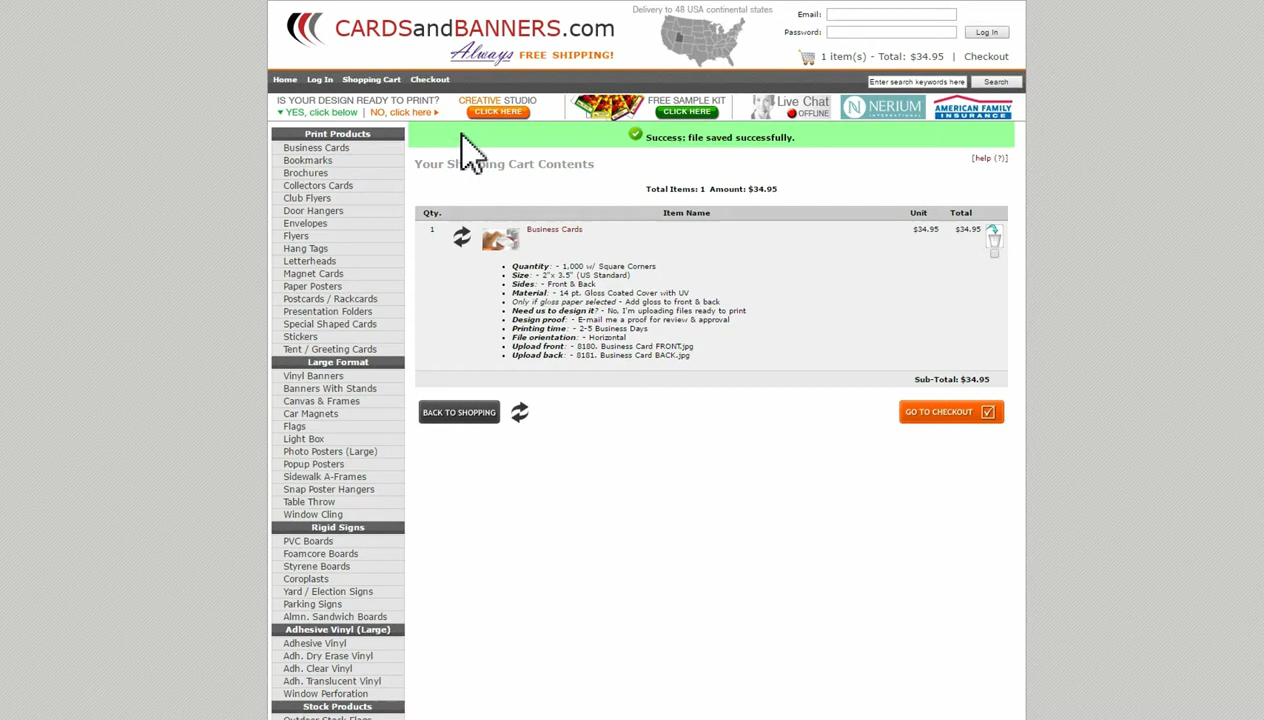 Delivery to 48 USA continental states
CARDSandBANNERS.com
Always FREE SHIPPING!
Email:
Password:
Log In
1 item(s) - Total: $34.95 | Checkout
Home Log In Shopping Cart Checkout
Enter search keywords here Search
IS YOUR DESIGN READY TO PRINT?
▼ YES, click below | NO, click here ►
CREATIVE STUDIO
CLICK HERE
FREE SAMPLE KIT
CLICK HERE
Live Chat
OFFLINE
N NERIUM
INTERNATIONAL
AMERICAN FAMILY
INSURANCE
Success: file saved successfully.
Your Shopping Cart Contents
[help (?)]
Total Items: 1 Amount: $34.95
Qty. Item Name Unit Total
1 Business Cards $34.95 $34.95
Quantity: - 1,000 w/ Square Corners
Size: - 2"x 3.5" (US Standard)
Sides: - Front & Back
Material: - 14 pt. Gloss Coated Cover with UV
Only if gloss paper selected - Add gloss to front & back
Need us to design it? - No, I'm uploading files ready to print
Design proof: - E-mail me a proof for review & approval
Printing time: - 2-5 Business Days
File orientation: - Horizontal
Upload front: - 8180. Business Card FRONT.jpg
Upload back: - 8181. Business Card BACK.jpg
Sub-Total: $34.95
BACK TO SHOPPING
GO TO CHECKOUT
Print Products
Business Cards
Bookmarks
Brochures
Collectors Cards
Club Flyers
Door Hangers
Envelopes
Flyers
Hang Tags
Letterheads
Magnet Cards
Paper Posters
Postcards / Rackcards
Presentation Folders
Special Shaped Cards
Stickers
Tent / Greeting Cards
Large Format
Vinyl Banners
Banners With Stands
Canvas & Frames
Car Magnets
Flags
Light Box
Photo Posters (Large)
Popup Posters
Sidewalk A-Frames
Snap Poster Hangers
Table Throw
Window Cling
Rigid Signs
PVC Boards
Foamcore Boards
Styrene Boards
Coroplasts
Yard / Election Signs
Parking Signs
Almn. Sandwich Boards
Adhesive Vinyl (Large)
Adhesive Vinyl
Adh. Dry Erase Vinyl
Adh. Clear Vinyl
Adh. Translucent Vinyl
Window Perforation
Stock Products
Outdoor Stock Flags